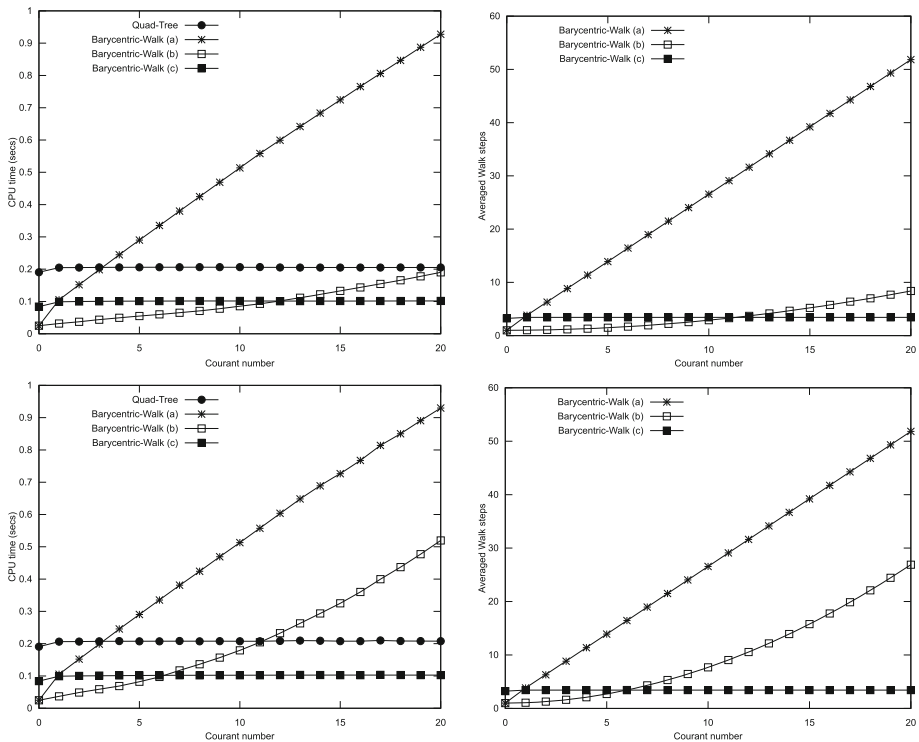 Quad-Tree
Barycentric-Walk (a)
Barycentric-Walk (b)
Barycentric-Walk (c)
CPU time (secs)
1
0.9
0.8
0.7
0.6
0.5
0.4
0.3
0.2
0.1
0
0 5 10 15 20
Courant number
Barycentric-Walk (a)
Barycentric-Walk (b)
Barycentric-Walk (c)
Averaged Walk steps
60
50
40
30
20
10
0
0 5 10 15 20
Courant number
Quad-Tree
Barycentric-Walk (a)
Barycentric-Walk (b)
Barycentric-Walk (c)
CPU time (secs)
1
0.9
0.8
0.7
0.6
0.5
0.4
0.3
0.2
0.1
0
0 5 10 15 20
Courant number
Barycentric-Walk (a)
Barycentric-Walk (b)
Barycentric-Walk (c)
Averaged Walk steps
60
50
40
30
20
10
0
0 5 10 15 20
Courant number